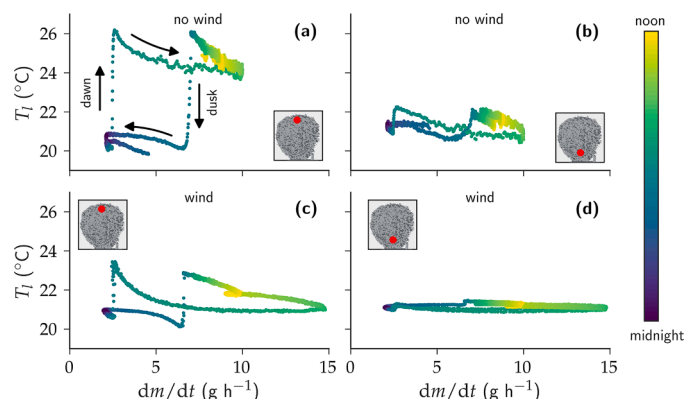 no wind
no wind
noon
26
(a)
(b)
24
T_l (°C)
dawn
dusk
22
20
wind
wind
(c)
(d)
26
24
T_l (°C)
22
20
midnight
0 5 10 15 0 5 10 15
dm/dt (g h⁻¹)
dm/dt (g h⁻¹)